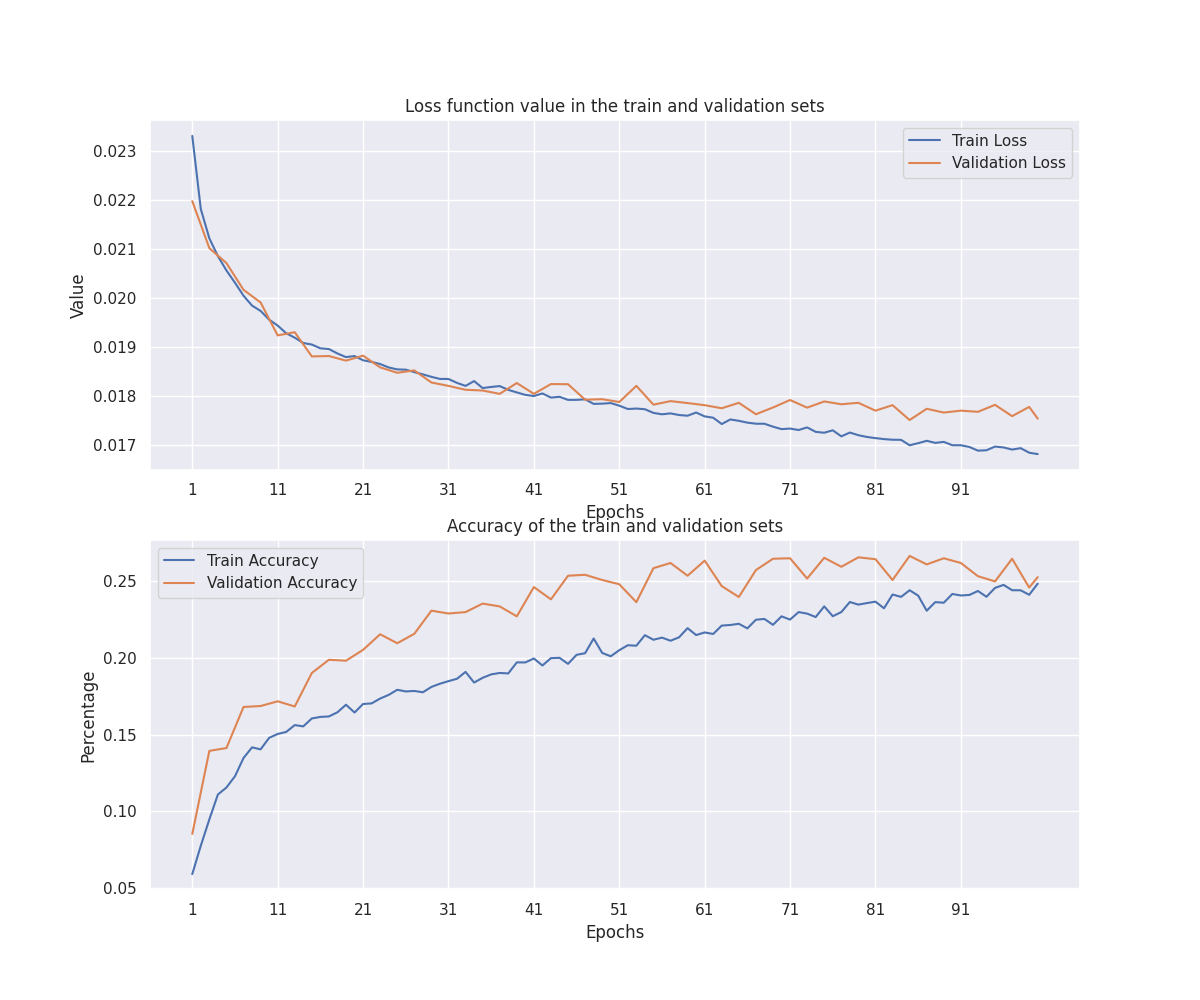 Loss function value in the train and validation sets
Train Loss
Validation Loss
Value
0.023
0.022
0.021
0.020
0.019
0.018
0.017
1 11 21 31 41 51 61 71 81 91
Epochs
Accuracy of the train and validation sets
Train Accuracy
Validation Accuracy
Percentage
0.25
0.20
0.15
0.10
0.05
1 11 21 31 41 51 61 71 81 91
Epochs